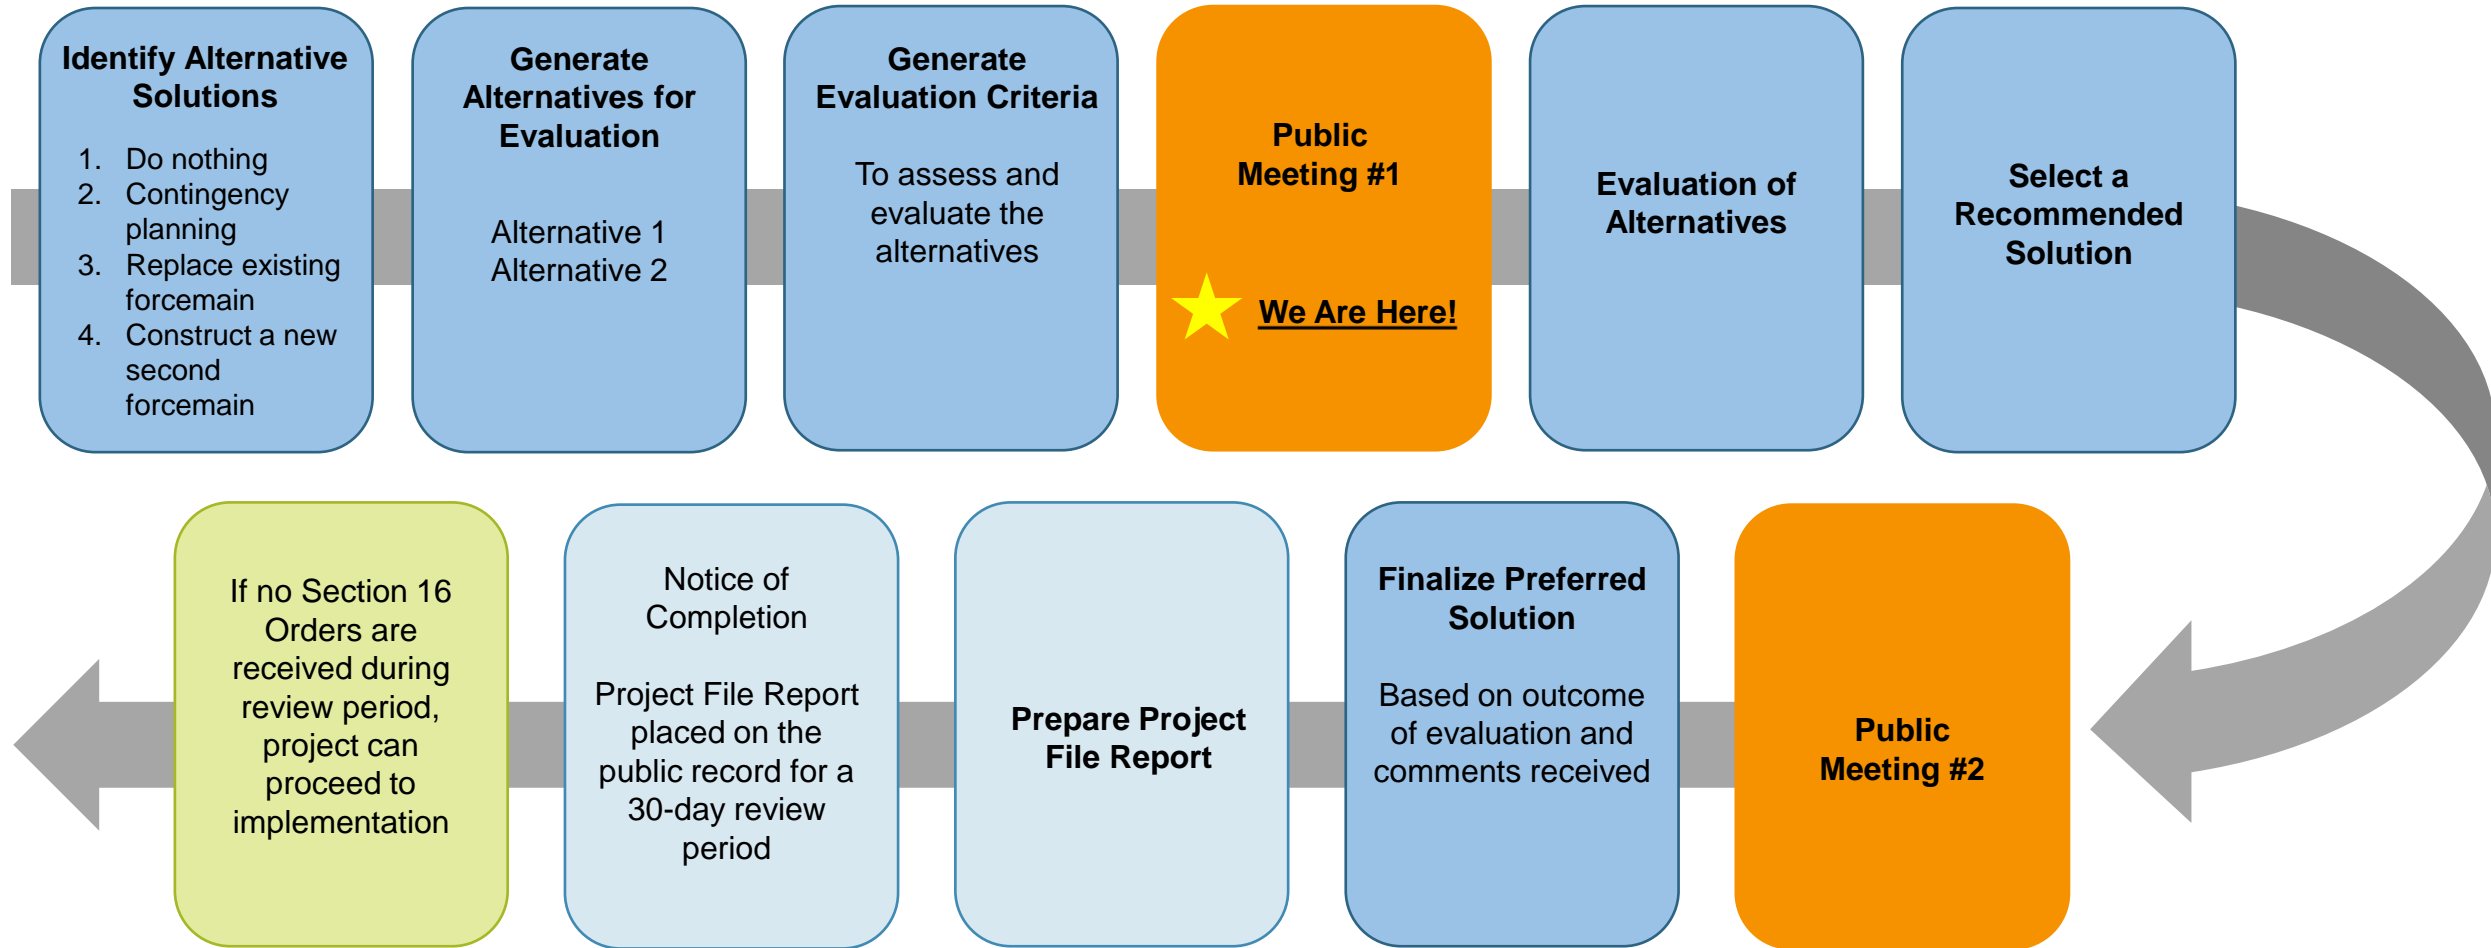 Identify Alternative
Solutions
1. Do nothing
2. Contingency
planning
3. Replace existing
forcemain
4. Construct a new
second
forcemain
Generate
Alternatives for
Evaluation
Alternative 1
Alternative 2
Generate
Evaluation Criteria
To assess and
evaluate the
alternatives
Public
Meeting #1
We Are Here!
Evaluation of
Alternatives
Select a
Recommended
Solution
Public
Meeting #2
Finalize Preferred
Solution
Based on outcome
of evaluation and
comments received
Prepare Project
File Report
Notice of
Completion
Project File Report
placed on the
public record for a
30-day review
period
If no Section 16
Orders are
received during
review period,
project can
proceed to
implementation